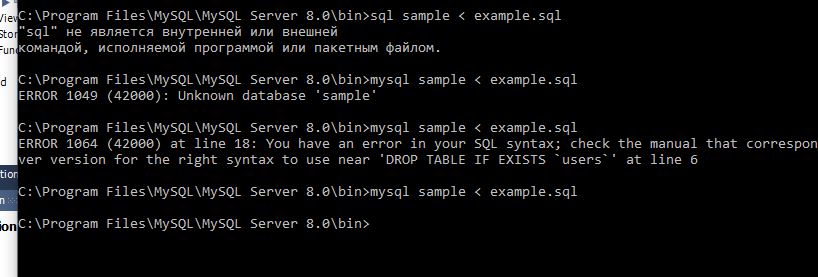 C:\Program Files\MySQL\MySQL Server 8.0\bin>sql sample < example.sql
"sql" не является внутренней или внешней
командой, исполняемой программой или пакетным файлом.
C:\Program Files\MySQL\MySQL Server 8.0\bin>mysql sample < example.sql
ERROR 1049 (42000): Unknown database 'sample'
C:\Program Files\MySQL\MySQL Server 8.0\bin>mysql sample < example.sql
ERROR 1064 (42000) at line 18: You have an error in your SQL syntax; check the manual that correspon
ver version for the right syntax to use near 'DROP TABLE IF EXISTS `users`' at line 6
C:\Program Files\MySQL\MySQL Server 8.0\bin>mysql sample < example.sql
C:\Program Files\MySQL\MySQL Server 8.0\bin>